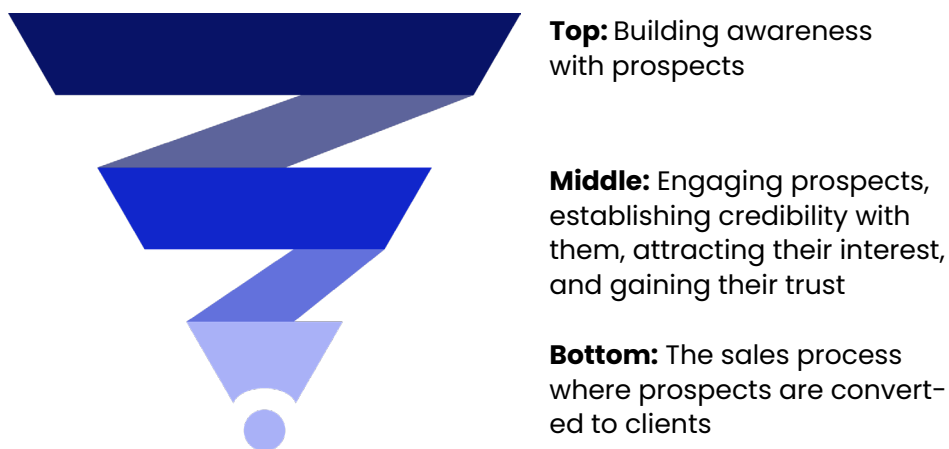 Top: Building awareness
with prospects
Middle: Engaging prospects,
establishing credibility with
them, attracting their interest,
and gaining their trust
Bottom: The sales process
where prospects are convert-
ed to clients